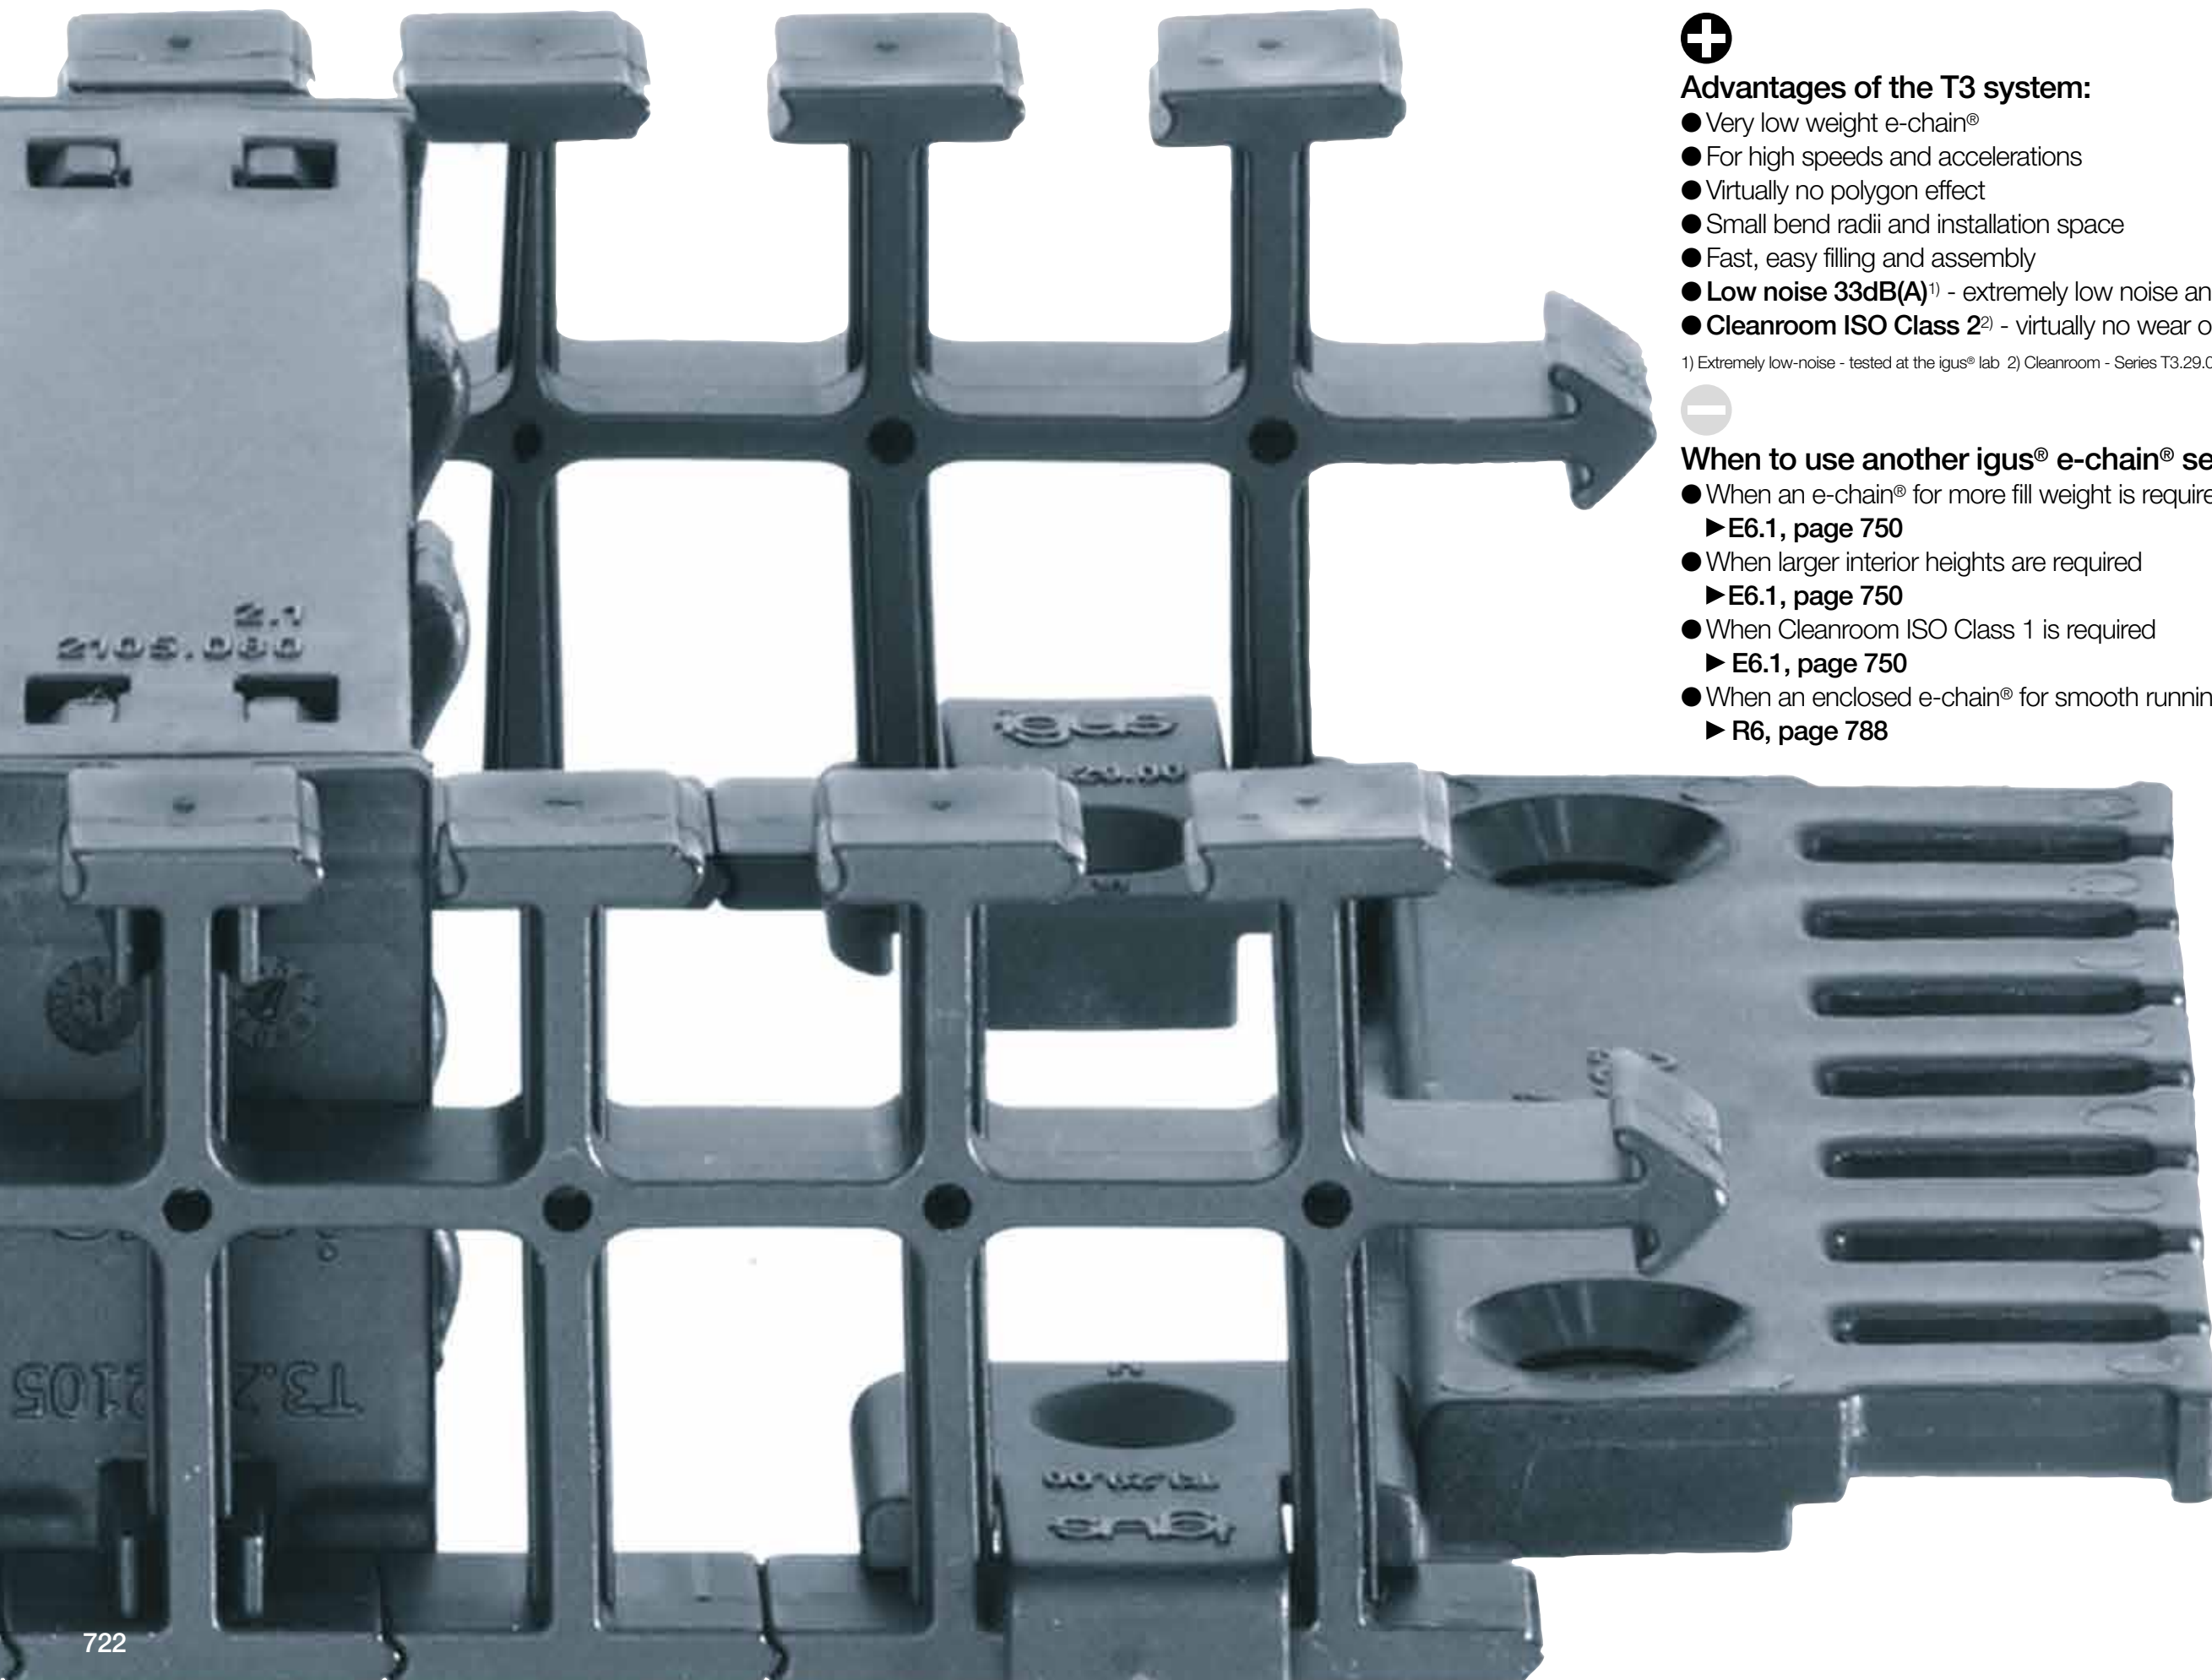 Advantages of the T3 system:
● Very low weight e-chain®
● For high speeds and accelerations
● Virtually no polygon effect
● Small bend radii and installation space
● Fast, easy filling and assembly
● Low noise 33dB(A)1) - extremely low noise an
● Cleanroom ISO Class 22) - virtually no wear o
1) Extremely low-noise - tested at the igus® lab 2) Cleanroom - Series T3.29.0
When to use another igus® e-chain® se
● When an e-chain® for more fill weight is require
►E6.1, page 750
● When larger interior heights are required
►E6.1, page 750
● When Cleanroom ISO Class 1 is required
► E6.1, page 750
● When an enclosed e-chain® for smooth runnin
► R6, page 788
2.1
2105.080
igus
20.00
2105
T3.2
igus
722